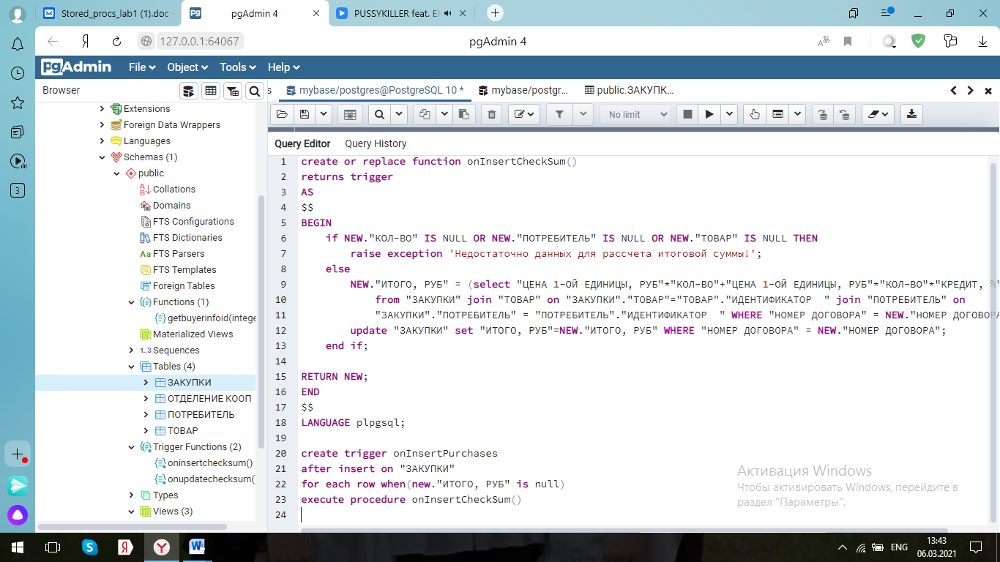 Stored_procs_lab1 (1).doc
pgAdmin 4
PUSSYKILLER feat. EX
127.0.0.1:64067
pgAdmin 4
pgAdmin
File
Object
Tools
Help
Browser
mybase/postgres@PostgreSQL 10 *
mybase/postgr...
public.ЗАКУПК...
No limit
Query Editor
Query History
Extensions
Foreign Data Wrappers
Languages
Schemas (1)
public
Collations
Domains
FTS Configurations
FTS Dictionaries
Aa FTS Parsers
FTS Templates
Foreign Tables
Functions (1)
getbuyerinfoid(intege
Materialized Views
1..3 Sequences
Tables (4)
ЗАКУПКИ
ОТДЕЛЕНИЕ КООП
ПОТРЕБИТЕЛЬ
ТОВАР
Trigger Functions (2)
oninsertchecksum()
onupdatechecksum(
Types
Views (3)
3
1 create or replace function onInsertCheckSum()
2 returns trigger
3 AS
4 $$
5 BEGIN
6 if NEW."КОЛ-ВО" IS NULL OR NEW."ПОТРЕБИТЕЛЬ" IS NULL OR NEW."ТОВАР" IS NULL THEN
7 raise exception 'Недостаточно данных для рассчета итоговой суммы!';
8 else
9 NEW."ИТОГО, РУБ" = (select "ЦЕНА 1-ОЙ ЕДИНИЦЫ, РУБ"*"КОЛ-ВО"+"ЦЕНА 1-ОЙ ЕДИНИЦЫ, РУБ"*"КОЛ-ВО"*"КРЕДИТ, %"
10 from "ЗАКУПКИ" join "ТОВАР" on "ЗАКУПКИ"."ТОВАР"="ТОВАР"."ИДЕНТИФИКАТОР  " join "ПОТРЕБИТЕЛЬ" on
11 "ЗАКУПКИ"."ПОТРЕБИТЕЛЬ" = "ПОТРЕБИТЕЛЬ"."ИДЕНТИФИКАТОР  " WHERE "НОМЕР ДОГОВОРА" = NEW."НОМЕР ДОГОВОРА
12 update "ЗАКУПКИ" set "ИТОГО, РУБ"=NEW."ИТОГО, РУБ" WHERE "НОМЕР ДОГОВОРА" = NEW."НОМЕР ДОГОВОРА";
13 end if;
14
15 RETURN NEW;
16 END
17 $$
18 LANGUAGE plpgsql;
19
20 create trigger onInsertPurchases
21 after insert on "ЗАКУПКИ"
22 for each row when(new."ИТОГО, РУБ" is null)
23 execute procedure onInsertCheckSum()
24
Активация Windows
Чтобы активировать Windows, перейдите в
раздел "Параметры".
ENG
13:43
06.03.2021